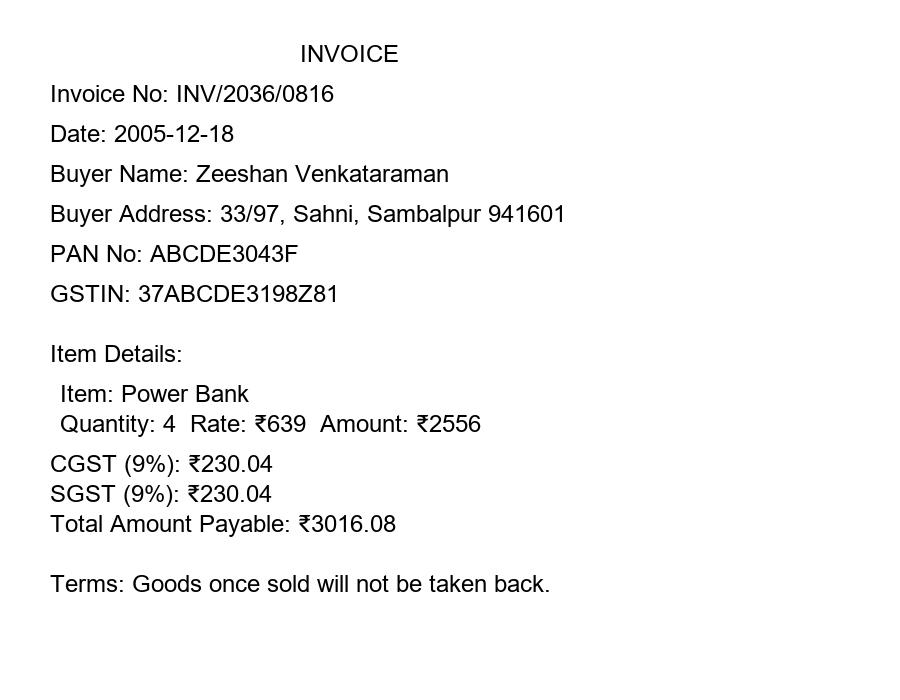 INVOICE
Invoice No: INV/2036/0816
Date: 2005-12-18
Buyer Name: Zeeshan Venkataraman
Buyer Address: 33/97, Sahni, Sambalpur 941601
PAN No: ABCDE3043F
GSTIN: 37ABCDE3198Z81
Item Details:
Item: Power Bank
Quantity: 4  Rate: ₹639  Amount: ₹2556
CGST (9%): ₹230.04
SGST (9%): ₹230.04
Total Amount Payable: ₹3016.08
Terms: Goods once sold will not be taken back.